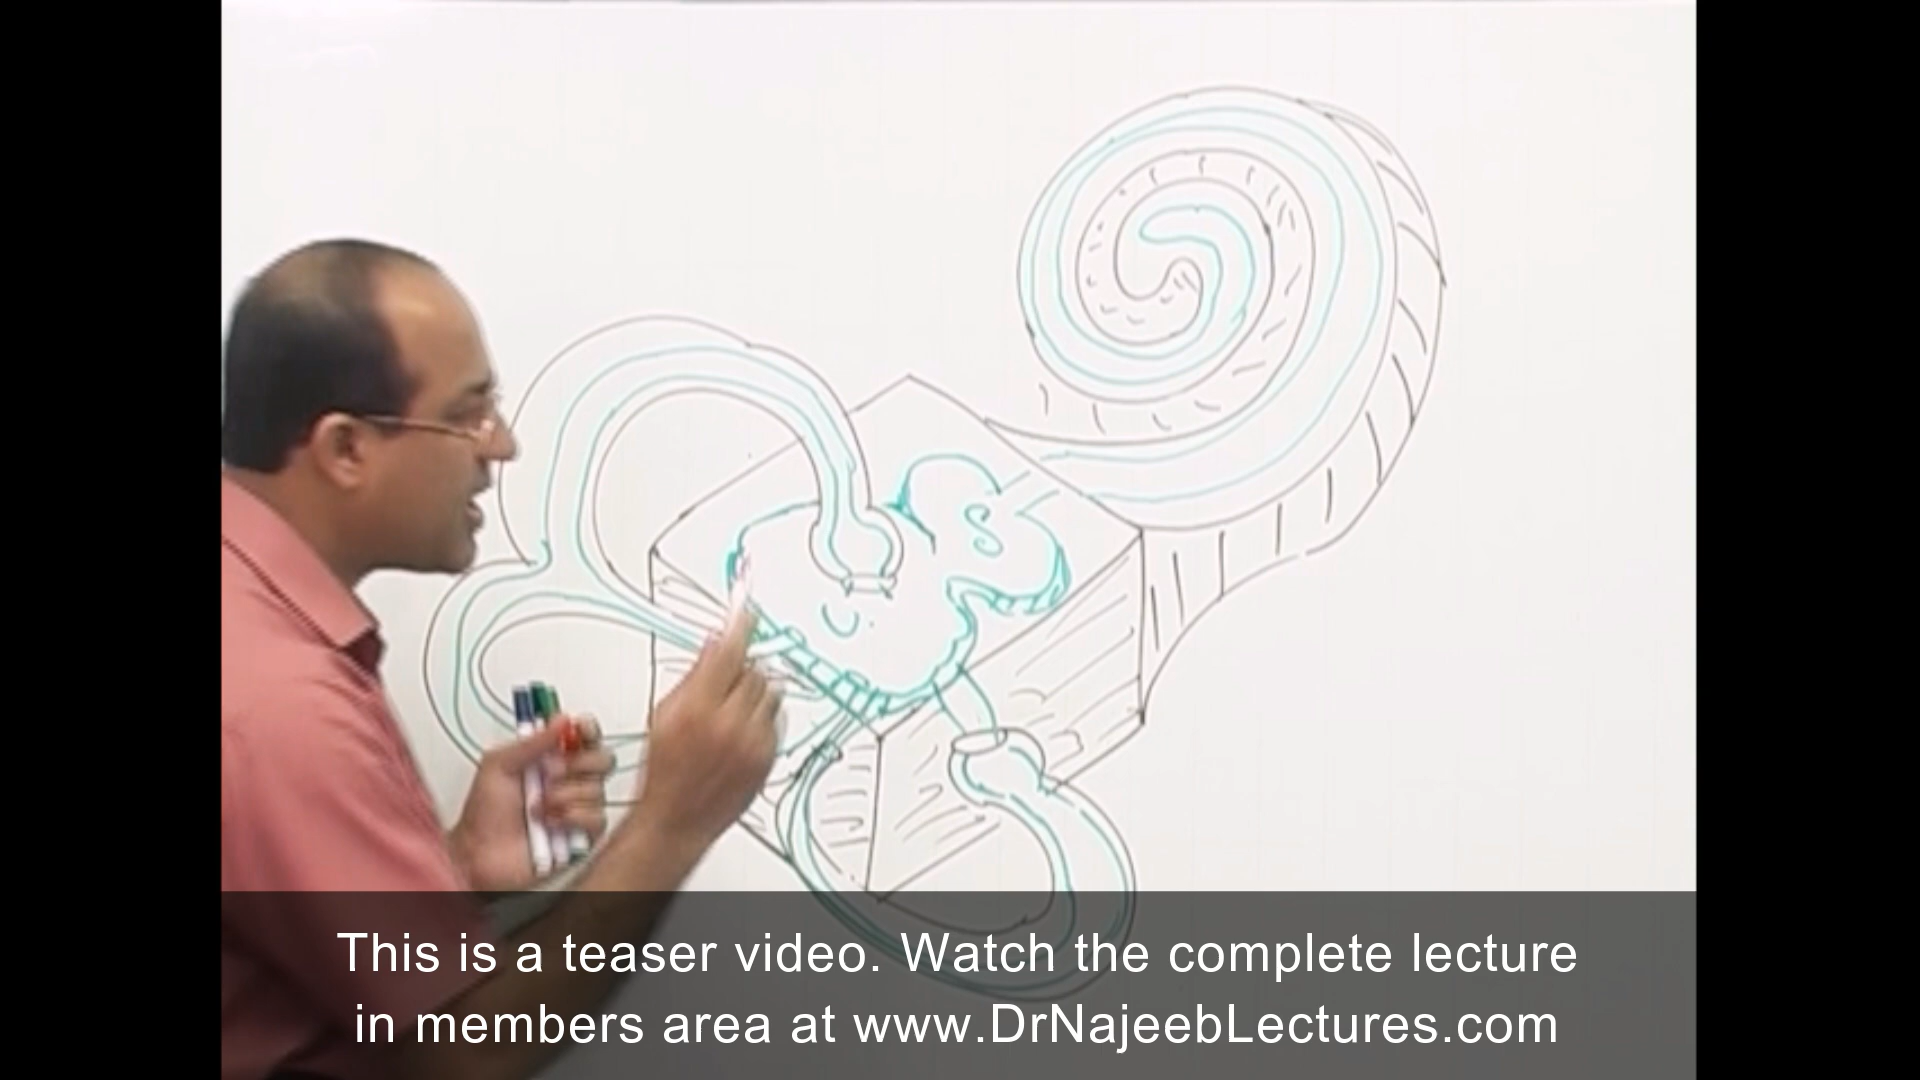 S
U
This is a teaser video. Watch the complete lecture
in members area at www.DrNajeebLectures.com